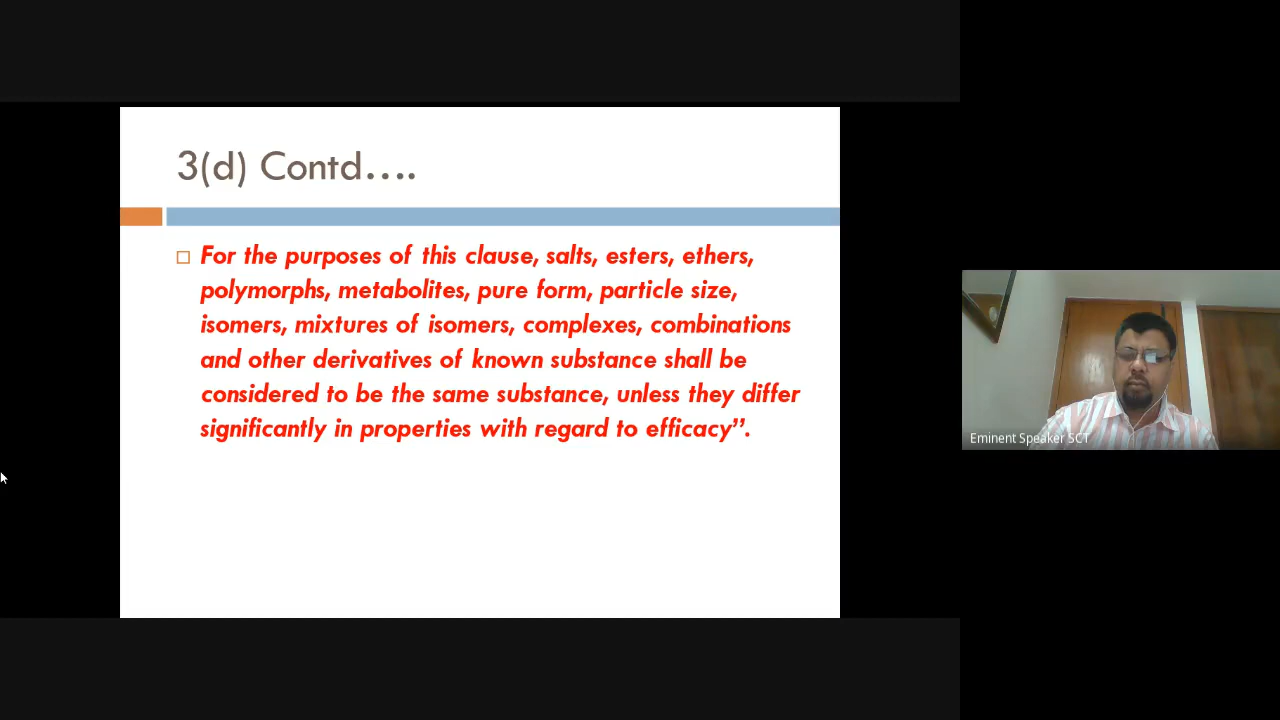 3(d) Contd....
For the purposes of this clause, salts, esters, ethers,
polymorphs, metabolites, pure form, particle size,
isomers, mixtures of isomers, complexes, combinations
and other derivatives of known substance shall be
considered to be the same substance, unless they differ
significantly in properties with regard to efficacy”.
Eminent Speaker SCT